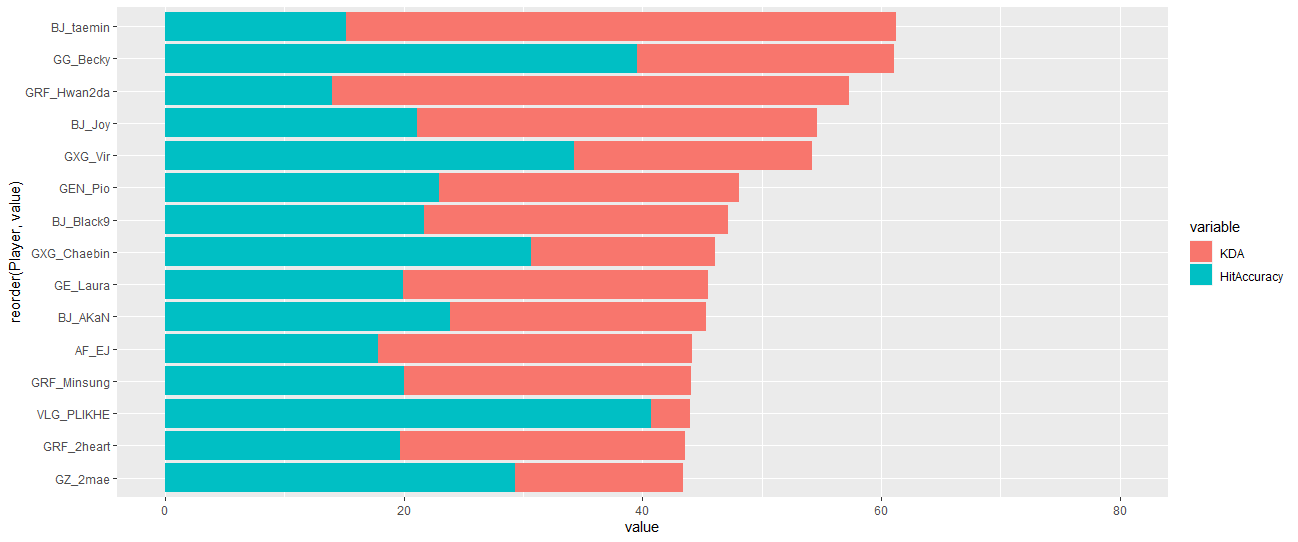 BJ_taemin
GG_Becky
GRF_Hwan2da
BJ_Joy
GXG_Vir
GEN_Pio
BJ_Black9
GXG_Chaebin
GE_Laura
BJ_AKaN
AF_EJ
GRF_Minsung
VLG_PLIKHE
GRF_2heart
GZ_2mae
reorder(Player, value)
0 20 40 60 80
value
variable
KDA
HitAccuracy